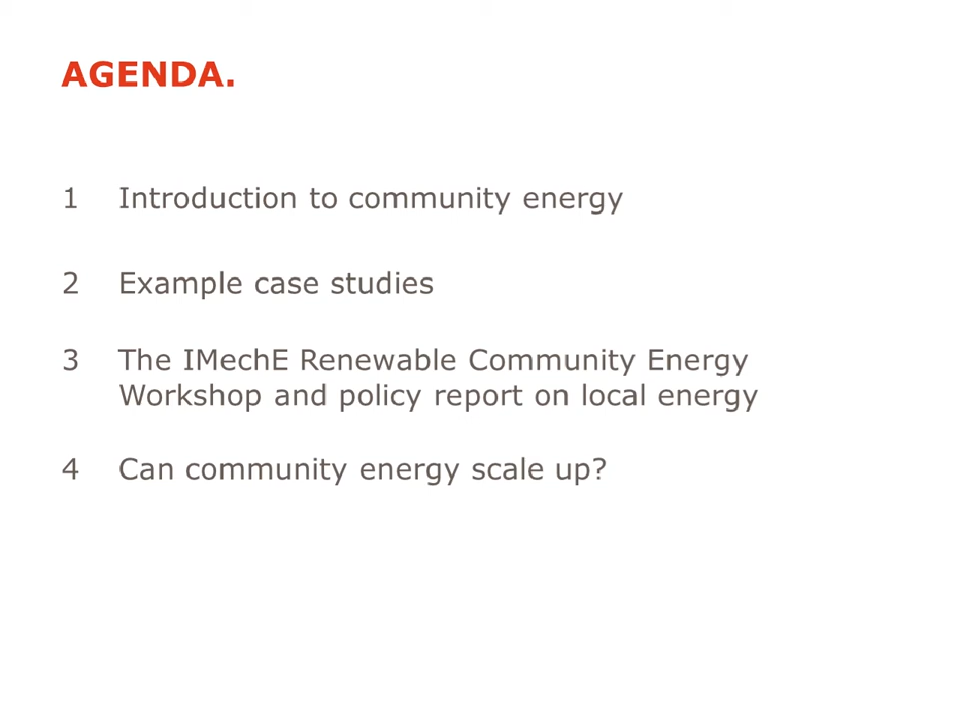 AGENDA.
1 Introduction to community energy
2 Example case studies
3 The IMechE Renewable Community Energy
Workshop and policy report on local energy
4 Can community energy scale up?